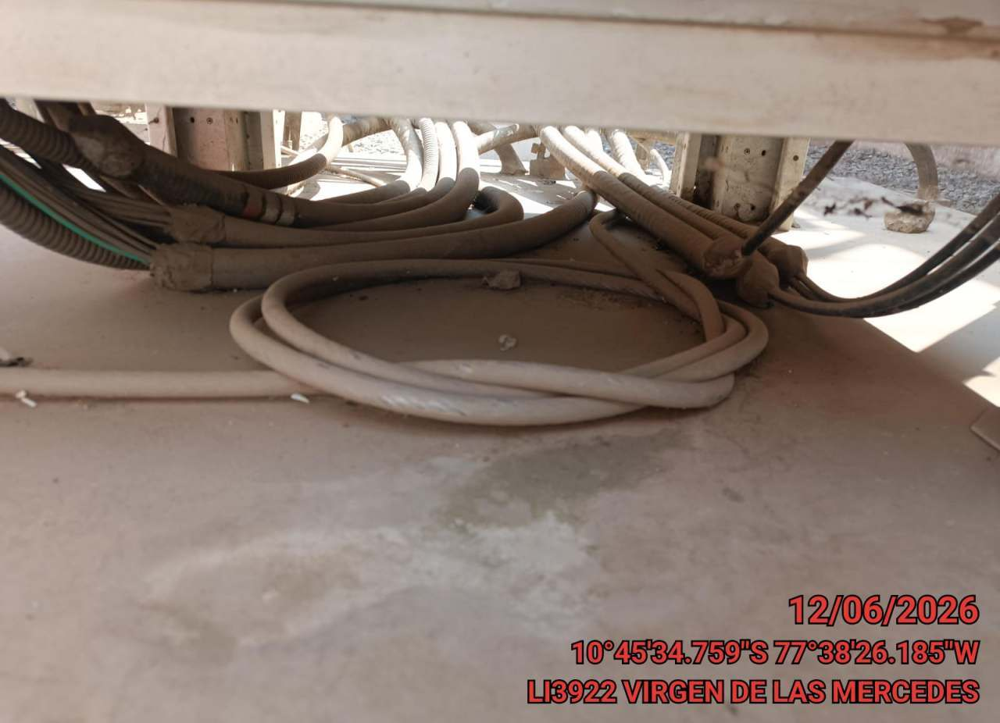 12/06/2026
10°45'34.759"S 77°38'26.185"W
LI3922 VIRGEN DE LAS MERCEDES